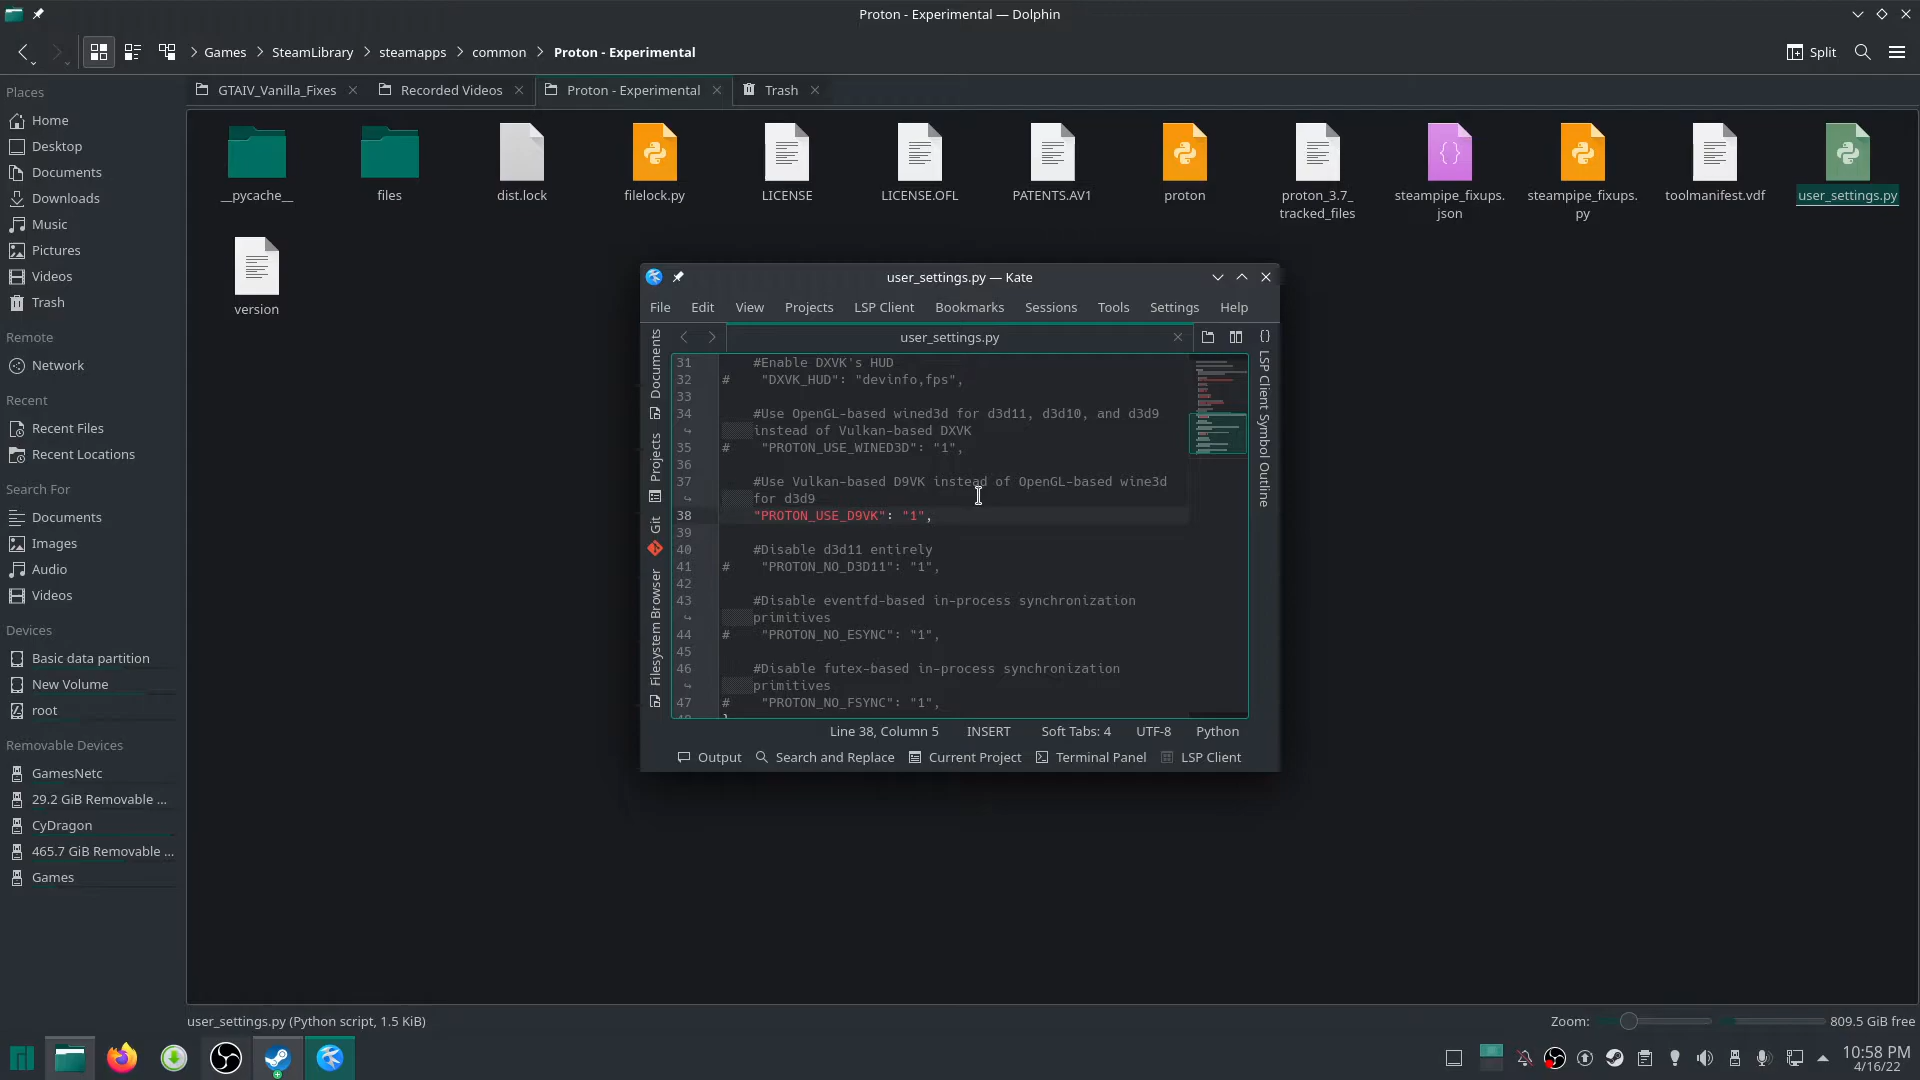 Proton - Experimental — Dolphin
Games
SteamLibrary
steamapps
common
Proton - Experimental
Split
GTAIV_Vanilla_Fixes
Recorded Videos
Proton - Experimental
Trash
Places
Home
Desktop
Documents
Downloads
Music
Pictures
Videos
Trash
Remote
Network
Recent
Recent Files
Recent Locations
Search For
Documents
Images
Audio
Videos
Devices
Basic data partition
New Volume
root
Removable Devices
GamesNetc
29.2 GiB Removable ...
CyDragon
465.7 GiB Removable ...
Games
__pycache__
files
dist.lock
filelock.py
LICENSE
LICENSE.OFL
PATENTS.AV1
proton
proton_3.7_
tracked_files
steampipe_fixups.
json
steampipe_fixups.
py
toolmanifest.vdf
user_settings.py
version
user_settings.py — Kate
File Edit View Projects LSP Client Bookmarks Sessions Tools Settings Help
user_settings.py
Documents
Projects
Git
Filesystem Browser
31 #Enable DXVK's HUD
32 # "DXVK_HUD": "devinfo,fps",
33
34 #Use OpenGL-based wined3d for d3d11, d3d10, and d3d9
instead of Vulkan-based DXVK
35 # "PROTON_USE_WINED3D": "1",
36
37 #Use Vulkan-based D9VK instead of OpenGL-based wine3d
for d3d9
38 "PROTON_USE_D9VK": "1",
39
40 #Disable d3d11 entirely
41 # "PROTON_NO_D3D11": "1",
42
43 #Disable eventfd-based in-process synchronization
primitives
44 # "PROTON_NO_ESYNC": "1",
45
46 #Disable futex-based in-process synchronization
primitives
47 # "PROTON_NO_FSYNC": "1",
48 }
LSP Client Symbol Outline
Line 38, Column 5 INSERT Soft Tabs: 4 UTF-8 Python
Output Search and Replace Current Project Terminal Panel LSP Client
user_settings.py (Python script, 1.5 KiB)
Zoom:
809.5 GiB free
10:58 PM
4/16/22